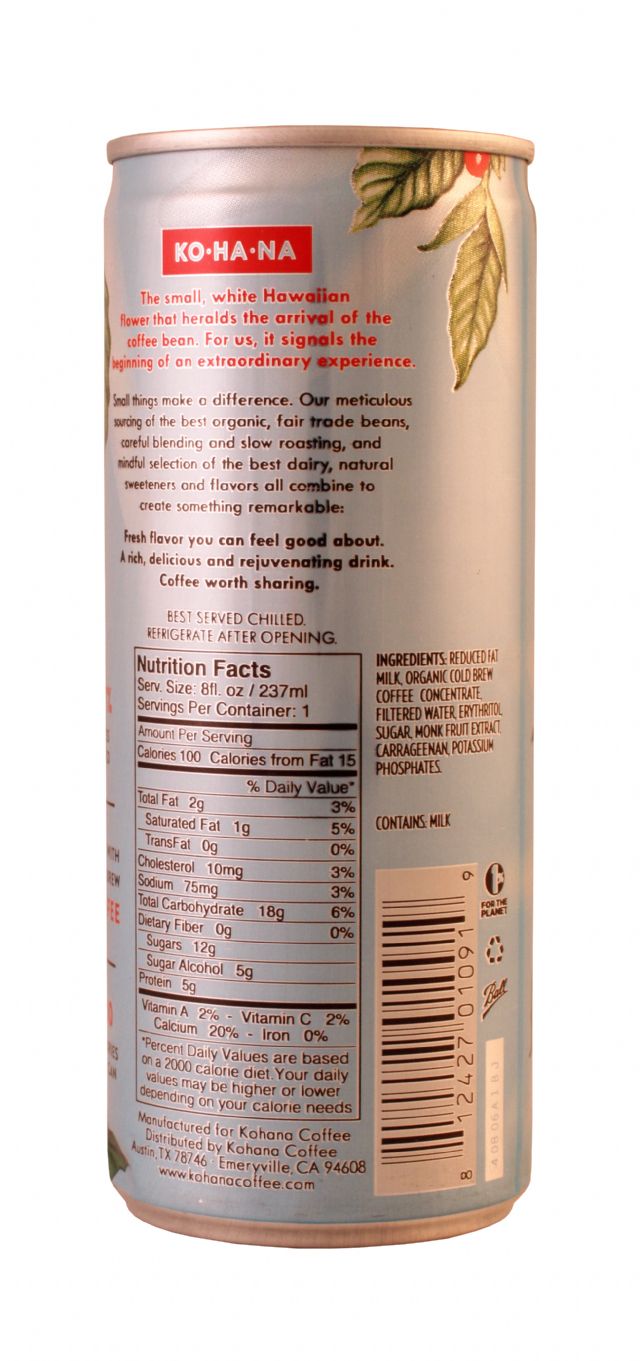 KO·HA·NA
The small, white Hawaiian
flower that heralds the arrival of the
coffee bean. For us, it signals the
beginning of an extraordinary experience.
Small things make a difference. Our meticulous
sourcing of the best organic, fair trade beans,
careful blending and slow roasting, and
mindful selection of the best dairy, natural
sweeteners and flavors all combine to
create something remarkable:
Fresh flavor you can feel good about.
A rich, delicious and rejuvenating drink.
Coffee worth sharing.
BEST SERVED CHILLED.
REFRIGERATE AFTER OPENING.
Nutrition Facts
Serv. Size: 8fl. oz / 237ml
Servings Per Container: 1
Amount Per Serving
Calories 100 Calories from Fat 15
% Daily Value*
Total Fat 2g 3%
Saturated Fat 1g 5%
TransFat 0g 0%
Cholesterol 10mg 3%
Sodium 75mg 3%
Total Carbohydrate 18g 6%
Dietary Fiber 0g 0%
Sugars 12g
Sugar Alcohol 5g
Protein 5g
Vitamin A 2% - Vitamin C 2%
Calcium 20% - Iron 0%
*Percent Daily Values are based
on a 2000 calorie diet. Your daily
values may be higher or lower
depending on your calorie needs
Manufactured for Kohana Coffee
Distributed by Kohana Coffee
Austin, TX 78746 · Emeryville, CA 94608
www.kohanacoffee.com
INGREDIENTS: REDUCED FAT
MILK, ORGANIC COLD BREW
COFFEE CONCENTRATE,
FILTERED WATER, ERYTHRITOL,
SUGAR, MONK FRUIT EXTRACT,
CARRAGEENAN, POTASSIUM
PHOSPHATES.
CONTAINS: MILK
8 12427 01091 9
1%
FOR THE
PLANET
Ball
40806A1BJ